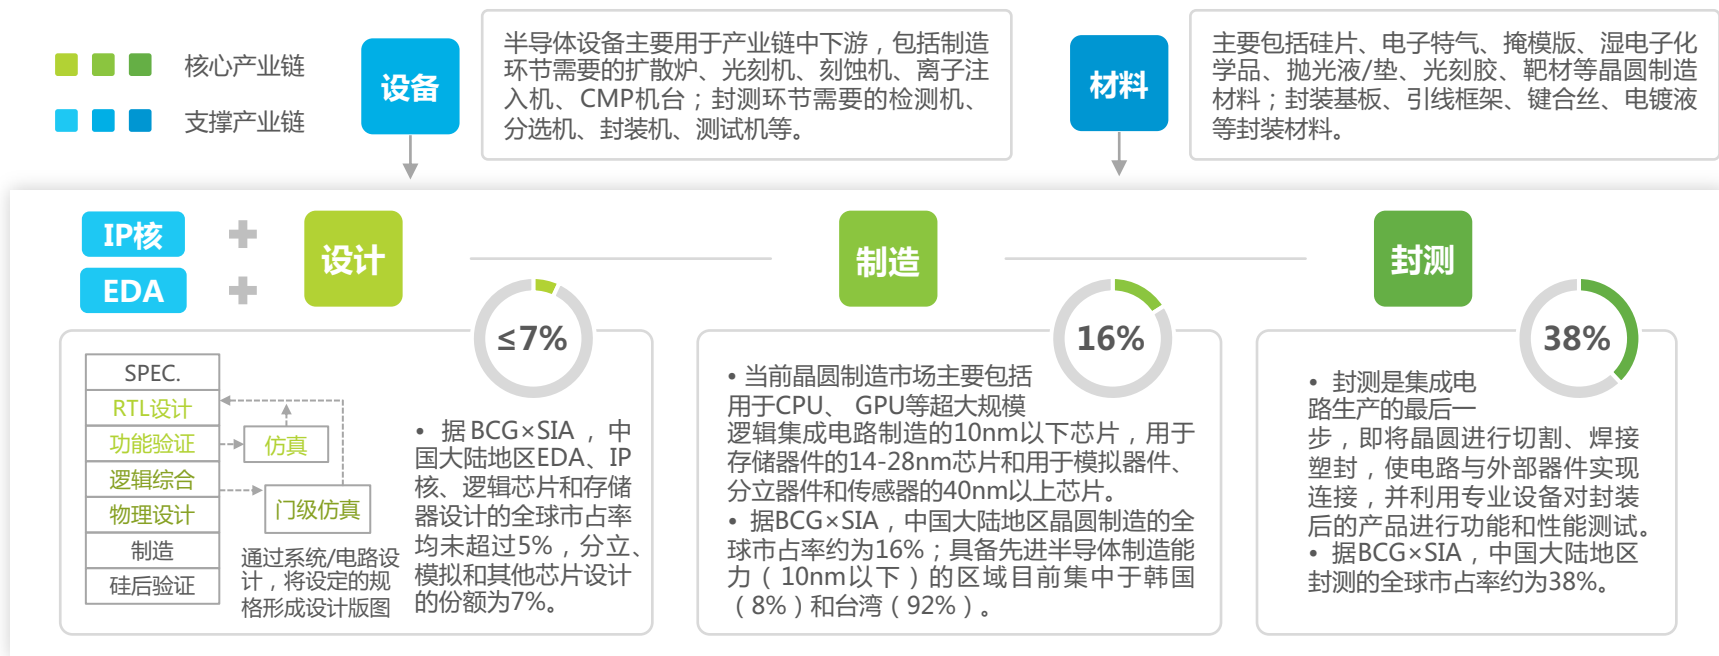 核心产业链
支撑产业链
设备
半导体设备主要用于产业链中下游，包括制造
环节需要的扩散炉、光刻机、刻蚀机、离子注
入机、CMP机台；封测环节需要的检测机、
分选机、封装机、测试机等。
材料
主要包括硅片、电子特气、掩模版、湿电子化
学品、抛光液/垫、光刻胶、靶材等晶圆制造
材料；封装基板、引线框架、键合丝、电镀液
等封装材料。
IP核
EDA
设计
制造
封测
≤7%
SPEC.
RTL设计
功能验证
逻辑综合
物理设计
制造
硅后验证
仿真
门级仿真
通过系统/电路设
计，将设定的规
格形成设计版图
• 据BCG×SIA，中
国大陆地区EDA、IP
核、逻辑芯片和存储
器设计的全球市占率
均未超过5%，分立、
模拟和其他芯片设计
的份额为7%。
16%
• 当前晶圆制造市场主要包括
用于CPU、 GPU等超大规模
逻辑集成电路制造的10nm以下芯片，用于
存储器件的14-28nm芯片和用于模拟器件、
分立器件和传感器的40nm以上芯片。
• 据BCG×SIA，中国大陆地区晶圆制造的全
球市占率约为16%；具备先进半导体制造能
力（10nm以下）的区域目前集中于韩国
（8%）和台湾（92%）。
38%
• 封测是集成电
路生产的最后一
步，即将晶圆进行切割、焊接
塑封，使电路与外部器件实现
连接，并利用专业设备对封装
后的产品进行功能和性能测试。
• 据BCG×SIA，中国大陆地区
封测的全球市占率约为38%。